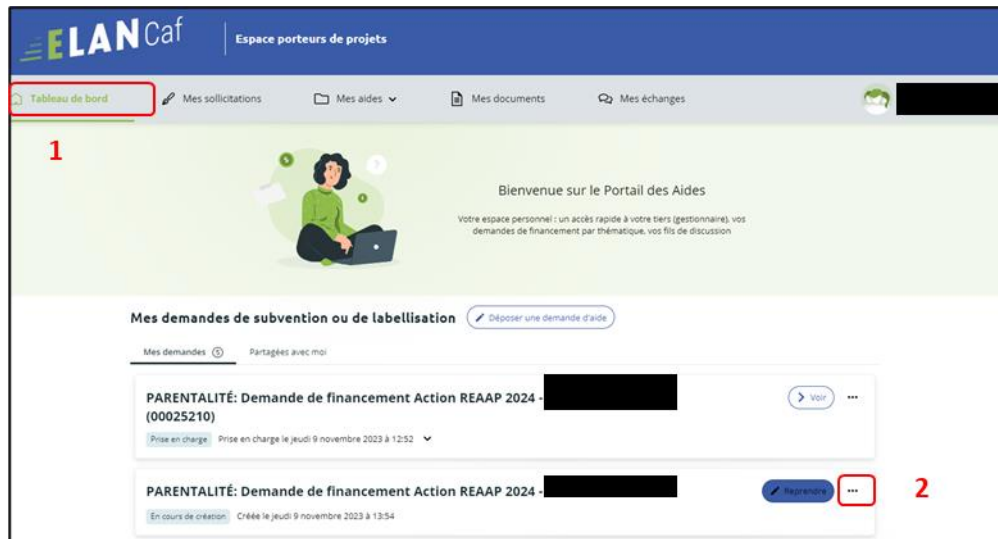 ELAN Caf
Espace porteurs de projets
Tableau de bord
Mes sollicitations
Mes aides
Mes documents
Mes échanges
1
Bienvenue sur le Portail des Aides
Votre espace personnel : un accès rapide à votre tiers (gestionnaire), vos
demandes de financement par thématique, vos fils de discussion
Mes demandes de subvention ou de labellisation
Déposer une demande d'aide
Mes demandes (5)
Partagées avec moi
PARENTALITÉ: Demande de financement Action REAAP 2024 -
(00025210)
Voir
Prise en charge
Prise en charge le jeudi 9 novembre 2023 à 12:52
PARENTALITÉ: Demande de financement Action REAAP 2024 -
Reprendre
2
En cours de création
Créée le jeudi 9 novembre 2023 à 13:54